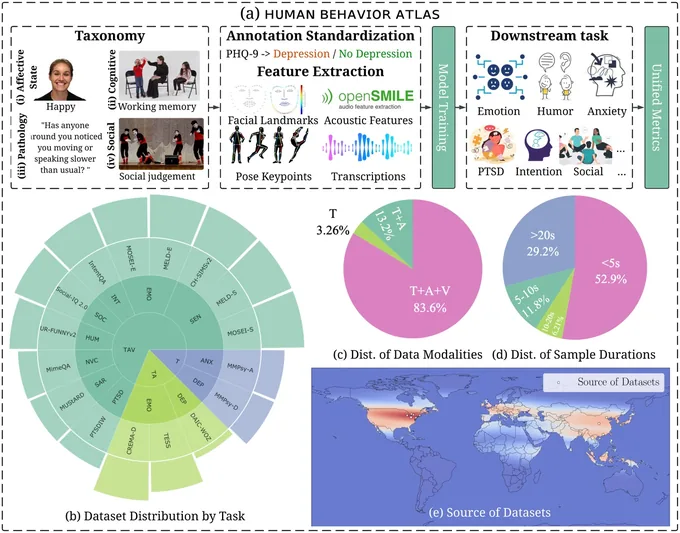 (a) HUMAN BEHAVIOR ATLAS
Taxonomy
(i) Affective
State
Happy
(ii) Cognitive
Working memory
(iii) Pathology
"Has anyone
around you noticed
you moving or
speaking slower
than usual? "
(iv) Social
Social judgement
Annotation Standardization
PHQ-9 -> Depression / No Depression
Feature Extraction
Facial Landmarks
openSMILE
audio feature extraction
Acoustic Features
Pose Keypoints
Transcriptions
Model Training
Downstream task
Emotion
Humor
Anxiety
PTSD
Intention
Social
...
...
Unified Metrics
TAV
T
TA
EMO
SEN
INT
SOC
HUM
NVC
SAR
PTSD
ANX
DEP
DEP
EMO
MELD-E
CH-SIMSv2
MELD-S
MOSEI-S
MOSEI-E
IntentQA
Social-IQ 2.0
UR-FUNNYv2
MimeQA
MUStARD
PTSDIW
MMPsy-A
MMPsy-D
DAIC-WOZ
TESS
CREMA-D
(b) Dataset Distribution by Task
T
3.26%
T+A
13.2%
T+A+V
83.6%
(c) Dist. of Data Modalities
>20s
29.2%
<5s
52.9%
5-10s
11.8%
10-20s
6.21%
(d) Dist. of Sample Durations
Source of Datasets
(e) Source of Datasets